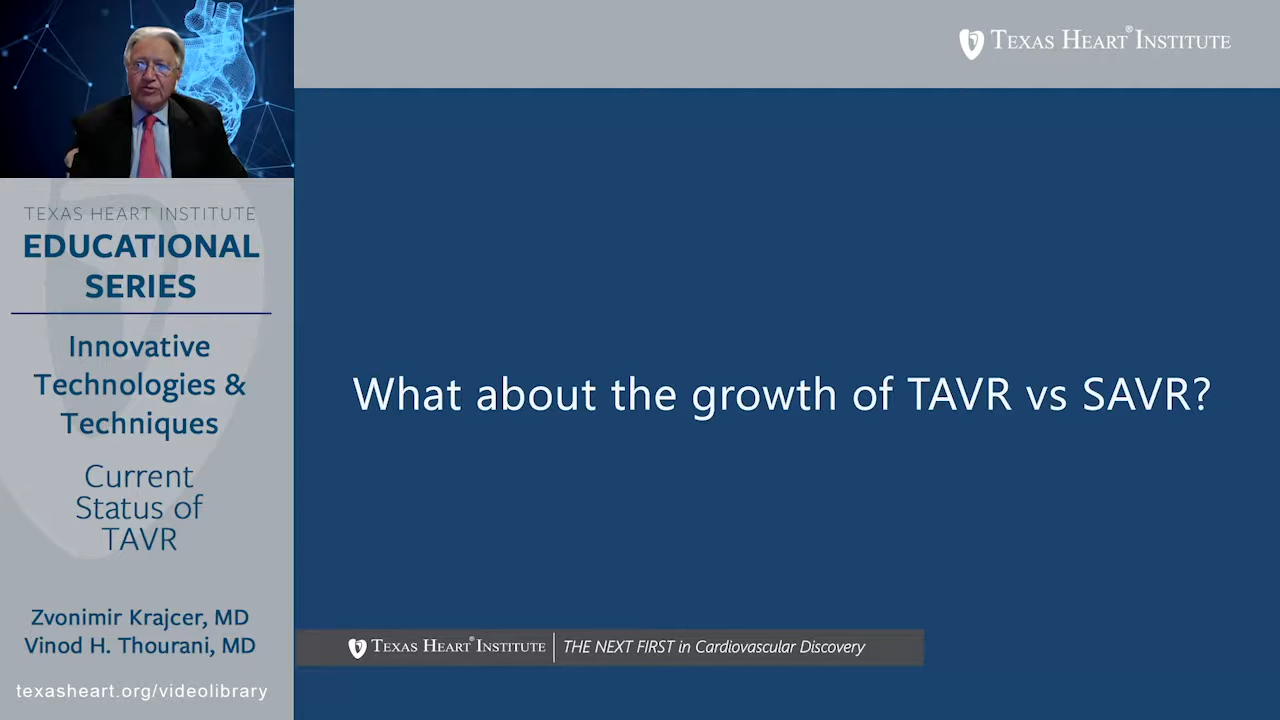 TEXAS HEART® INSTITUTE
TEXAS HEART INSTITUTE
EDUCATIONAL
SERIES
Innovative
Technologies &
Techniques
Current
Status of
TAVR
Zvonimir Krajcer, MD
Vinod H. Thourani, MD
texasheart.org/videolibrary
What about the growth of TAVR vs SAVR?
TEXAS HEART® INSTITUTE THE NEXT FIRST in Cardiovascular Discovery